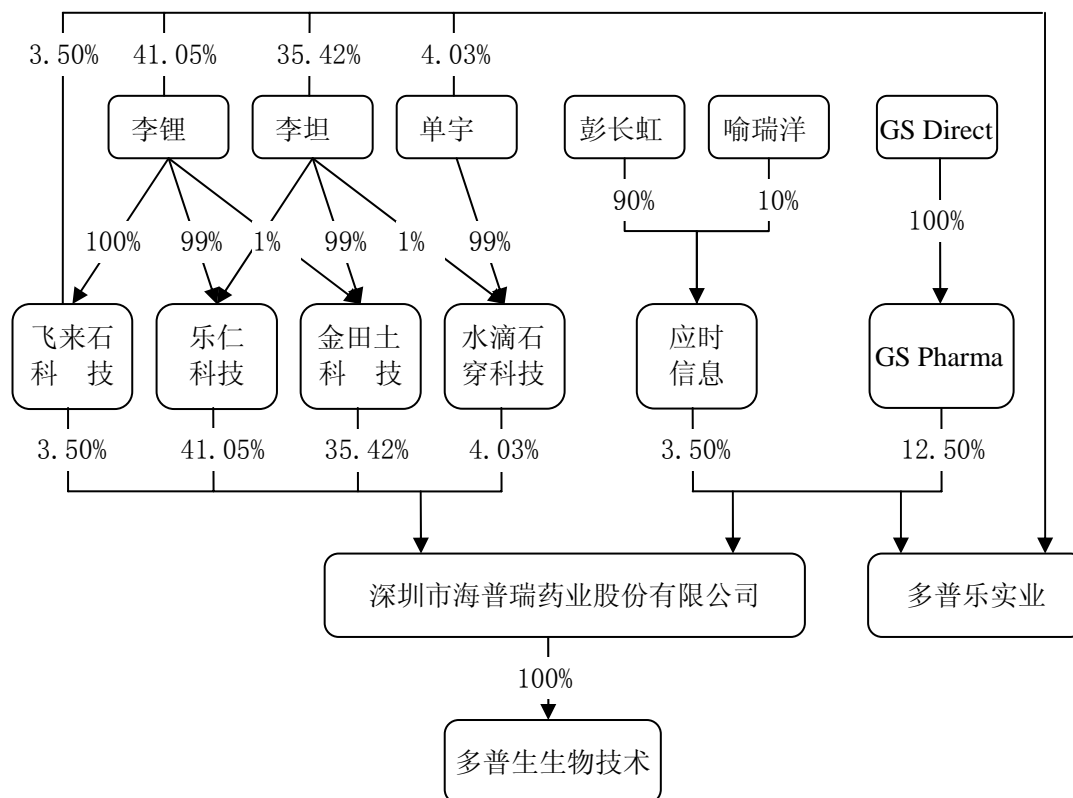 3.50% 41.05% 35.42% 4.03%
李锂 李坦 单宇 彭长虹 喻瑞洋 GS Direct
90% 10% 100%
100% 99% 1% 99% 1% 99%
飞来石 乐仁 金田土 水滴石 应时 GS Pharma
科 技 科技 科 技 穿科技 信息
3.50% 41.05% 35.42% 4.03% 3.50% 12.50%
深圳市海普瑞药业股份有限公司 多普乐实业
100%
多普生生物技术